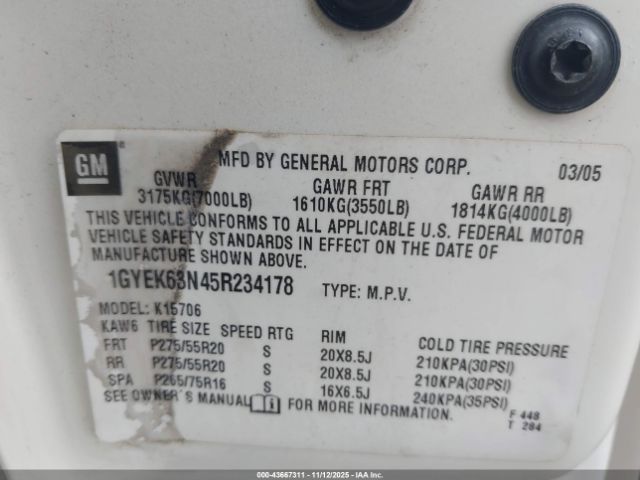 GM
MFD BY GENERAL MOTORS CORP. 03/05
GVWR GAWR FRT GAWR RR
3175KG(7000LB) 1610KG(3550LB) 1814KG(4000LB)
THIS VEHICLE CONFORMS TO ALL APPLICABLE U.S. FEDERAL MOTOR
VEHICLE SAFETY STANDARDS IN EFFECT ON THE DATE OF
MANUFACTURE SHOWN ABOVE.
1GYEK63N45R234178 TYPE: M.P.V.
MODEL: K15706
KAW6 TIRE SIZE SPEED RTG RIM COLD TIRE PRESSURE
FRT P275/55R20 S 20X8.5J 210KPA(30PSI)
RR P275/55R20 S 20X8.5J 210KPA(30PSI)
SPA P265/75R16 S 16X6.5J 240KPA(35PSI)
SEE OWNER'S MANUAL FOR MORE INFORMATION.
F 448
T 284
000-43667311 - 11/12/2025 - IAAI.COM